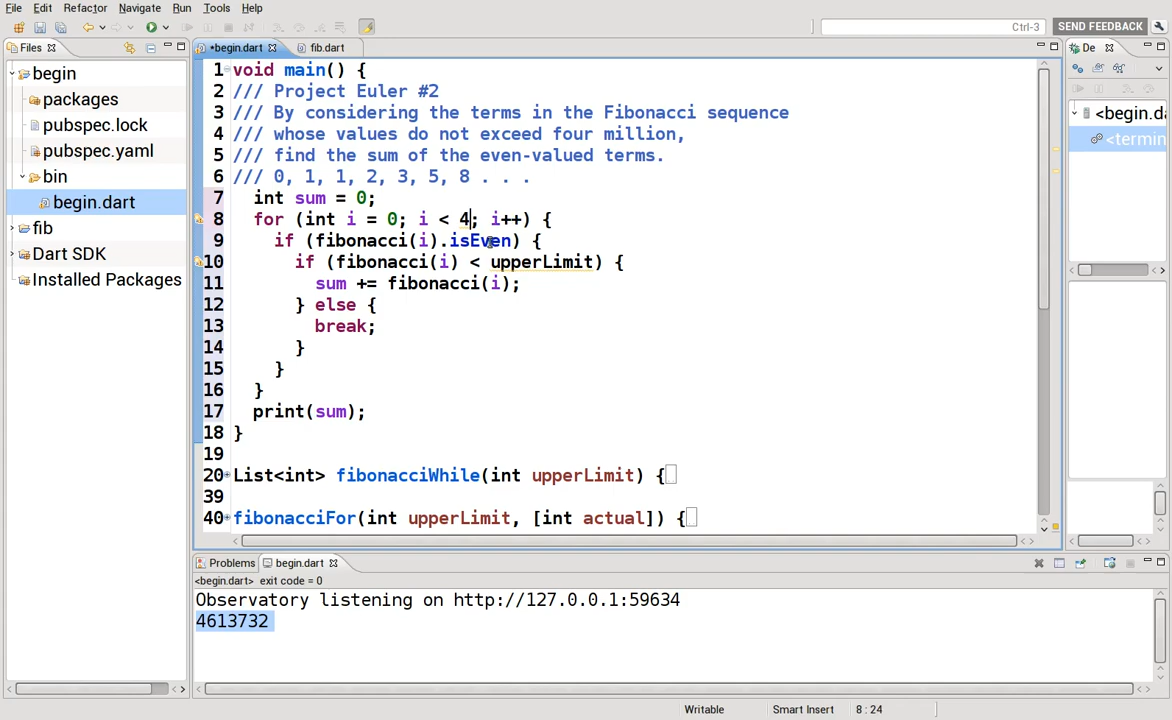 File Edit Refactor Navigate Run Tools Help
Ctrl-3 SEND FEEDBACK
Files
*begin.dart
fib.dart
De
begin
packages
pubspec.lock
pubspec.yaml
bin
begin.dart
fib
Dart SDK
Installed Packages
1 void main() {
2 /// Project Euler #2
3 /// By considering the terms in the Fibonacci sequence
4 /// whose values do not exceed four million,
5 /// find the sum of the even-valued terms.
6 /// 0, 1, 1, 2, 3, 5, 8 . . .
7 int sum = 0;
8 for (int i = 0; i < 4; i++) {
9 if (fibonacci(i).isEven) {
10 if (fibonacci(i) < upperLimit) {
11 sum += fibonacci(i);
12 } else {
13 break;
14 }
15 }
16 }
17 print(sum);
18 }
19
20 List<int> fibonacciWhile(int upperLimit) {
39
40 fibonacciFor(int upperLimit, [int actual]) {
<begin.da
<termin
Problems
begin.dart
<begin.dart> exit code = 0
Observatory listening on http://127.0.0.1:59634
4613732
Writable Smart Insert 8 : 24